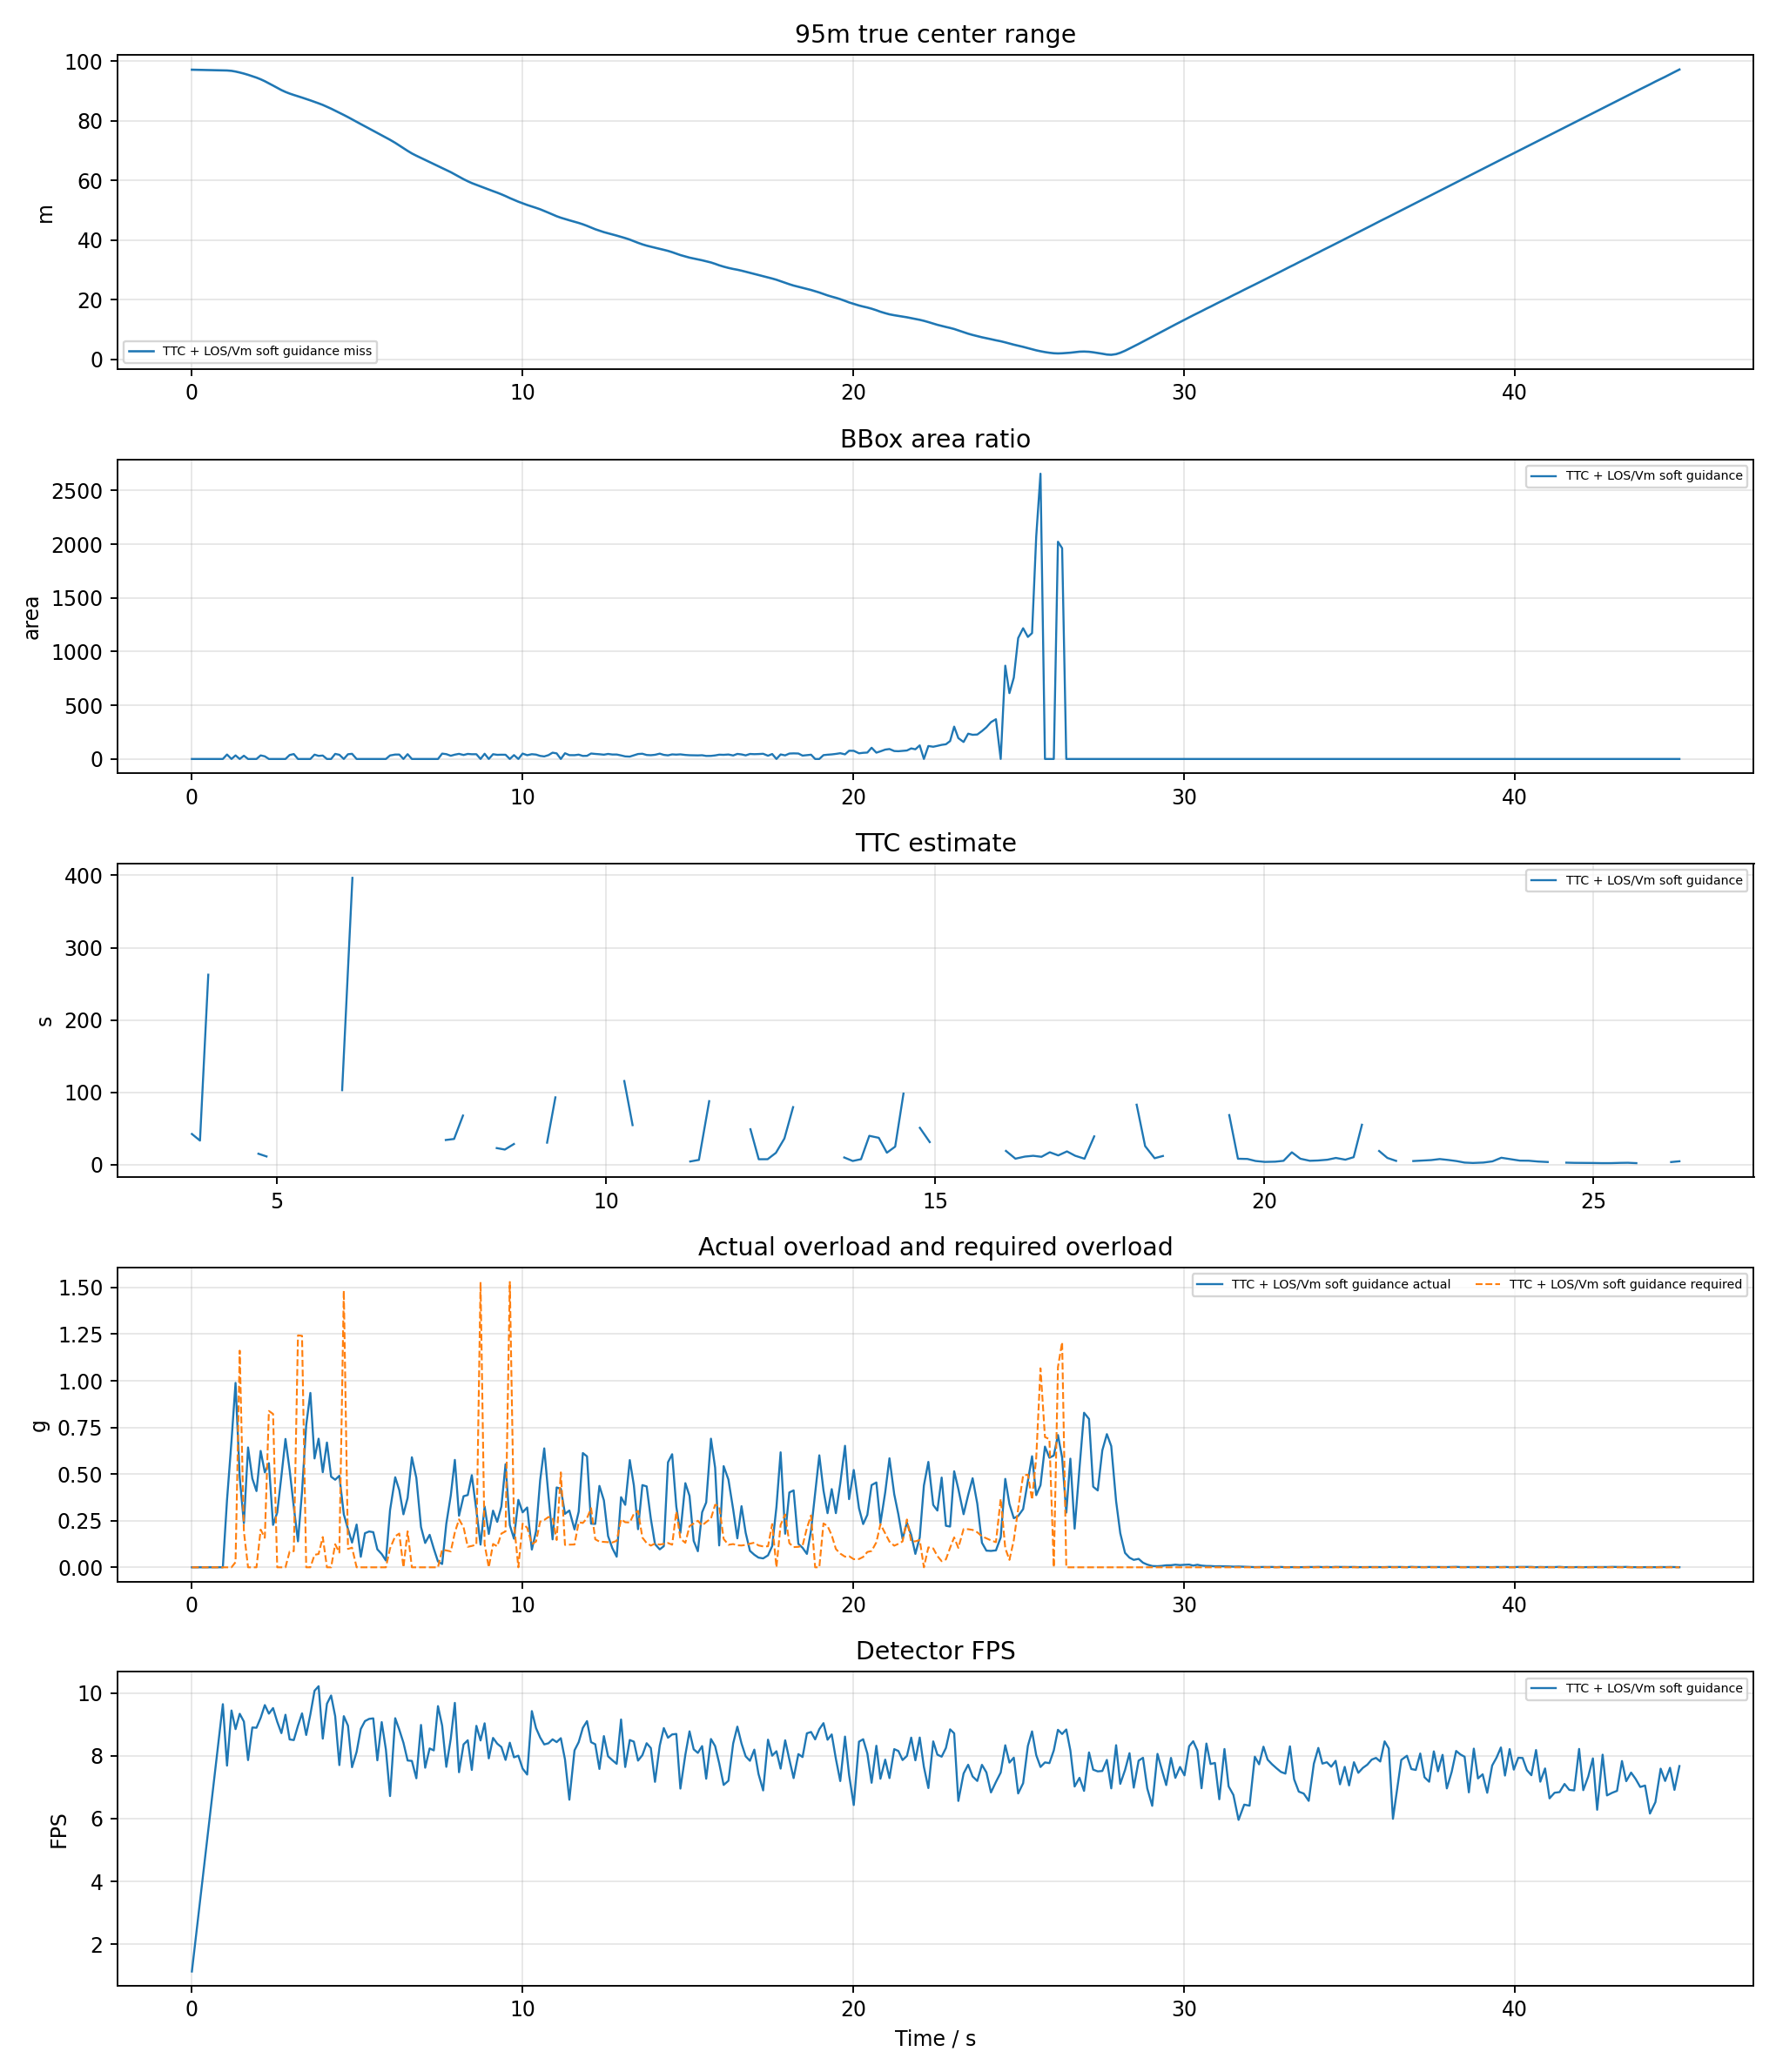 95m true center range
100
80
60
40
20
0
m
TTC + LOS/Vm soft guidance miss
0 10 20 30 40
BBox area ratio
2500
2000
1500
1000
500
0
area
TTC + LOS/Vm soft guidance
0 10 20 30 40
TTC estimate
400
300
200
100
0
s
TTC + LOS/Vm soft guidance
5 10 15 20 25
Actual overload and required overload
1.50
1.25
1.00
0.75
0.50
0.25
0.00
g
TTC + LOS/Vm soft guidance actual TTC + LOS/Vm soft guidance required
0 10 20 30 40
Detector FPS
10
8
6
4
2
FPS
TTC + LOS/Vm soft guidance
0 10 20 30 40
Time / s